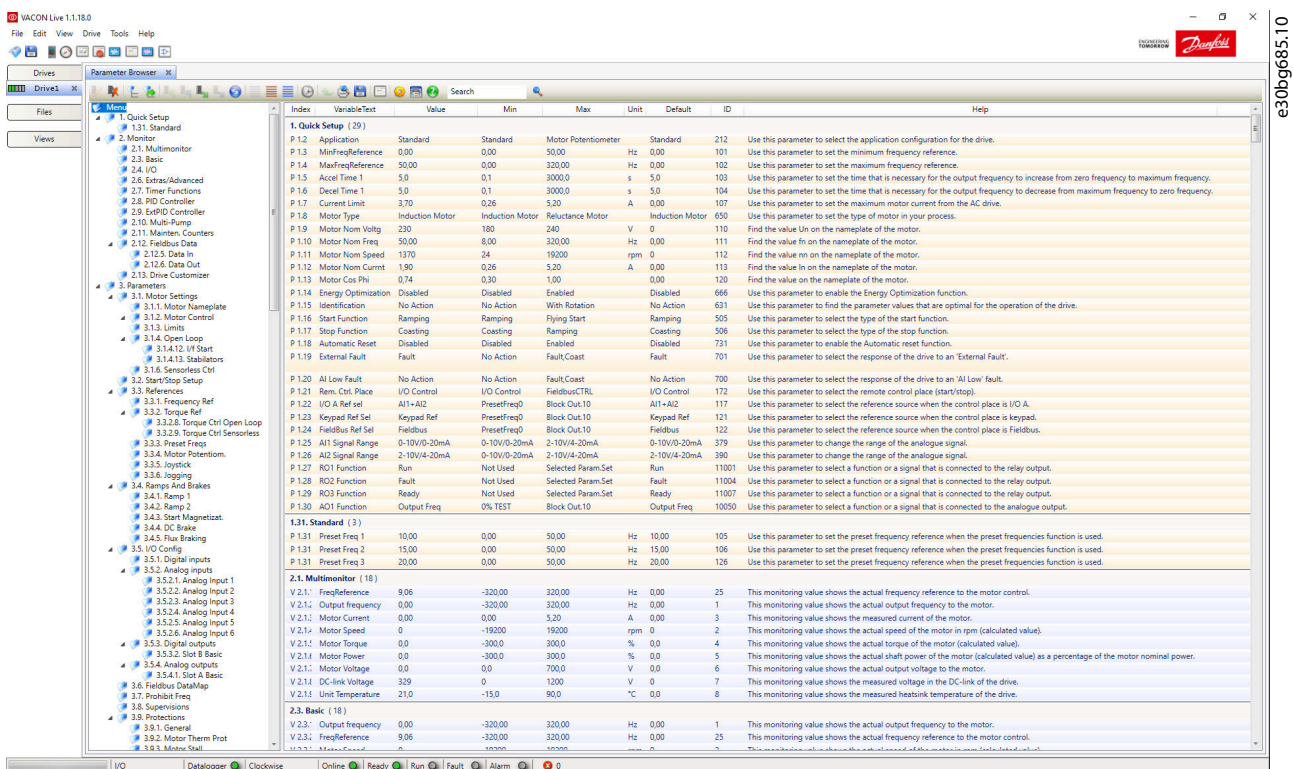 VACON Live 1.1.18.0
File Edit View Drive Tools Help
ENGINEERING TOMORROW
Danfoss
e30bg685.10
Drives
Drive1
Files
Views
Parameter Browser
Search
Menu
1. Quick Setup
1.31. Standard
2. Monitor
2.1. Multimonitor
2.3. Basic
2.4. I/O
2.6. Extras/Advanced
2.7. Timer Functions
2.8. PID Controller
2.9. ExtPID Controller
2.10. Multi-Pump
2.11. Mainten. Counters
2.12. Fieldbus Data
2.12.5. Data In
2.12.6. Data Out
2.13. Drive Customizer
3. Parameters
3.1. Motor Settings
3.1.1. Motor Nameplate
3.1.2. Motor Control
3.1.3. Limits
3.1.4. Open Loop
3.1.4.12. I/f Start
3.1.4.13. Stabilators
3.1.6. Sensorless Ctrl
3.2. Start/Stop Setup
3.3. References
3.3.1. Frequency Ref
3.3.2. Torque Ref
3.3.2.8. Torque Ctrl Open Loop
3.3.2.9. Torque Ctrl Sensorless
3.3.3. Preset Freqs
3.3.4. Motor Potentiom.
3.3.5. Joystick
3.3.6. Jogging
3.4. Ramps And Brakes
3.4.1. Ramp 1
3.4.2. Ramp 2
3.4.3. Start Magnetizat.
3.4.4. DC Brake
3.4.5. Flux Braking
3.5. I/O Config
3.5.1. Digital inputs
3.5.2. Analog inputs
3.5.2.1. Analog Input 1
3.5.2.2. Analog Input 2
3.5.2.3. Analog Input 3
3.5.2.4. Analog Input 4
3.5.2.5. Analog Input 5
3.5.2.6. Analog Input 6
3.5.3. Digital outputs
3.5.3.2. Slot B Basic
3.5.4. Analog outputs
3.5.4.1. Slot A Basic
3.6. Fieldbus DataMap
3.7. Prohibit Freq
3.8. Supervisions
3.9. Protections
3.9.1. General
3.9.2. Motor Therm Prot
3.9.3. Motor Stall
Index VariableText Value Min Max Unit Default ID Help
1. Quick Setup (29)
P 1.2 Application Standard Standard Motor Potentiometer Standard 212 Use this parameter to select the application configuration for the drive.
P 1.3 MinFreqReference 0,00 0,00 50,00 Hz 0,00 101 Use this parameter to set the minimum frequency reference.
P 1.4 MaxFreqReference 50,00 0,00 320,00 Hz 0,00 102 Use this parameter to set the maximum frequency reference.
P 1.5 Accel Time 1 5,0 0,1 3000,0 s 5,0 103 Use this parameter to set the time that is necessary for the output frequency to increase from zero frequency to maximum frequency.
P 1.6 Decel Time 1 5,0 0,1 3000,0 s 5,0 104 Use this parameter to set the time that is necessary for the output frequency to decrease from maximum frequency to zero frequency.
P 1.7 Current Limit 3,70 0,26 5,20 A 0,00 107 Use this parameter to set the maximum motor current from the AC drive.
P 1.8 Motor Type Induction Motor Induction Motor Reluctance Motor Induction Motor 650 Use this parameter to set the type of motor in your process.
P 1.9 Motor Nom Voltg 230 180 240 V 0 110 Find the value Un on the nameplate of the motor.
P 1.10 Motor Nom Freq 50,00 8,00 320,00 Hz 0,00 111 Find the value fn on the nameplate of the motor.
P 1.11 Motor Nom Speed 1370 24 19200 rpm 0 112 Find the value nn on the nameplate of the motor.
P 1.12 Motor Nom Currnt 1,90 0,26 5,20 A 0,00 113 Find the value In on the nameplate of the motor.
P 1.13 Motor Cos Phi 0,74 0,30 1,00 0,00 120 Find the value on the nameplate of the motor.
P 1.14 Energy Optimization Disabled Disabled Enabled Disabled 666 Use this parameter to enable the Energy Optimization function.
P 1.15 Identification No Action No Action With Rotation No Action 631 Use this parameter to find the parameter values that are optimal for the operation of the drive.
P 1.16 Start Function Ramping Ramping Flying Start Ramping 505 Use this parameter to select the type of the start function.
P 1.17 Stop Function Coasting Coasting Ramping Coasting 506 Use this parameter to select the type of the stop function.
P 1.18 Automatic Reset Disabled Disabled Enabled Disabled 731 Use this parameter to enable the Automatic reset function.
P 1.19 External Fault Fault No Action Fault,Coast Fault 701 Use this parameter to select the response of the drive to an 'External Fault'.
P 1.20 AI Low Fault No Action No Action Fault,Coast No Action 700 Use this parameter to select the response of the drive to an 'AI Low' fault.
P 1.21 Rem. Ctrl. Place I/O Control I/O Control FieldbusCTRL I/O Control 172 Use this parameter to select the remote control place (start/stop).
P 1.22 I/O A Ref sel AI1+AI2 PresetFreq0 Block Out.10 AI1+AI2 117 Use this parameter to select the reference source when the control place is I/O A.
P 1.23 Keypad Ref Sel Keypad Ref PresetFreq0 Block Out.10 Keypad Ref 121 Use this parameter to select the reference source when the control place is keypad.
P 1.24 FieldBus Ref Sel Fieldbus PresetFreq0 Block Out.10 Fieldbus 122 Use this parameter to select the reference source when the control place is Fieldbus.
P 1.25 AI1 Signal Range 0-10V/0-20mA 0-10V/0-20mA 2-10V/4-20mA 0-10V/0-20mA 379 Use this parameter to change the range of the analogue signal.
P 1.26 AI2 Signal Range 2-10V/4-20mA 0-10V/0-20mA 2-10V/4-20mA 2-10V/4-20mA 390 Use this parameter to change the range of the analogue signal.
P 1.27 RO1 Function Run Not Used Selected Param.Set Run 11001 Use this parameter to select a function or a signal that is connected to the relay output.
P 1.28 RO2 Function Fault Not Used Selected Param.Set Fault 11004 Use this parameter to select a function or a signal that is connected to the relay output.
P 1.29 RO3 Function Ready Not Used Selected Param.Set Ready 11007 Use this parameter to select a function or a signal that is connected to the relay output.
P 1.30 AO1 Function Output Freq 0% TEST Block Out.10 Output Freq 10050 Use this parameter to select a function or a signal that is connected to the analogue output.
1.31. Standard (3)
P 1.31 Preset Freq 1 10,00 0,00 50,00 Hz 10,00 105 Use this parameter to set the preset frequency reference when the preset frequencies function is used.
P 1.31 Preset Freq 2 15,00 0,00 50,00 Hz 15,00 106 Use this parameter to set the preset frequency reference when the preset frequencies function is used.
P 1.31 Preset Freq 3 20,00 0,00 50,00 Hz 20,00 126 Use this parameter to set the preset frequency reference when the preset frequencies function is used.
2.1. Multimonitor (18)
V 2.1. FreqReference 9,06 -320,00 320,00 Hz 0,00 25 This monitoring value shows the actual frequency reference to the motor control.
V 2.1.2 Output frequency 0,00 -320,00 320,00 Hz 0,00 1 This monitoring value shows the actual output frequency to the motor.
V 2.1.3 Motor Current 0,00 0,00 5,20 A 0,00 3 This monitoring value shows the measured current of the motor.
V 2.1.4 Motor Speed 0 -19200 19200 rpm 0 2 This monitoring value shows the actual speed of the motor in rpm (calculated value).
V 2.1. Motor Torque 0,0 -300,0 300,0 % 0,0 4 This monitoring value shows the actual torque of the motor (calculated value).
V 2.1. Motor Power 0,0 -300,0 300,0 % 0,0 5 This monitoring value shows the actual shaft power of the motor (calculated value) as a percentage of the motor nominal power.
V 2.1. Motor Voltage 0,0 0,0 700,0 V 0,0 6 This monitoring value shows the actual output voltage to the motor.
V 2.1. DC-link Voltage 329 0 1200 V 0 7 This monitoring value shows the measured voltage in the DC-link of the drive.
V 2.1. Unit Temperature 21,0 -15,0 90,0 °C 0,0 8 This monitoring value shows the measured heatsink temperature of the drive.
2.3. Basic (18)
V 2.3. Output frequency 0,00 -320,00 320,00 Hz 0,00 1 This monitoring value shows the actual output frequency to the motor.
V 2.3.2 FreqReference 9,06 -320,00 320,00 Hz 0,00 25 This monitoring value shows the actual frequency reference to the motor control.
I/O Datalogger Clockwise Online Ready Run Fault Alarm 0